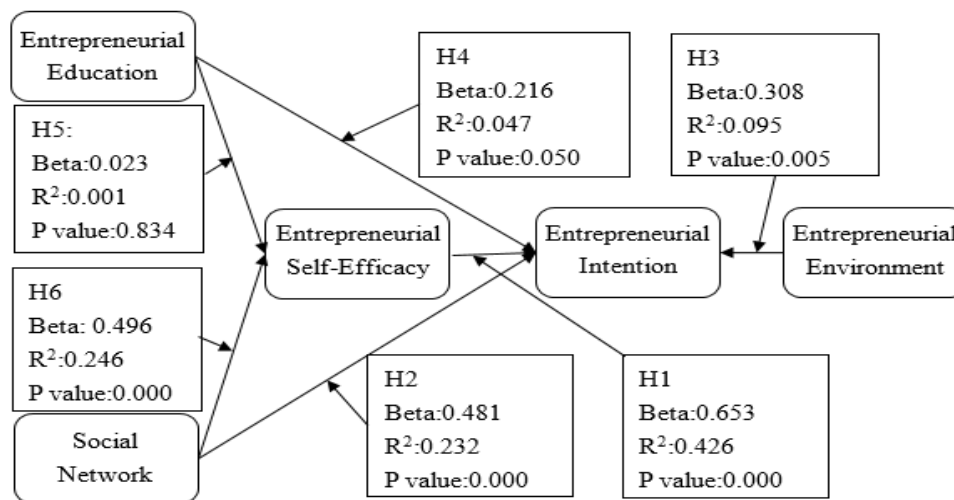 Entrepreneurial
Education
H4
Beta:0.216
R²:0.047
P value:0.050
H3
Beta:0.308
R²:0.095
P value:0.005
H5:
Beta:0.023
R²:0.001
P value:0.834
Entrepreneurial
Self-Efficacy
Entrepreneurial
Intention
Entrepreneurial
Environment
H6
Beta: 0.496
R²:0.246
P value:0.000
H2
Beta:0.481
R²:0.232
P value:0.000
H1
Beta:0.653
R²:0.426
P value:0.000
Social
Network